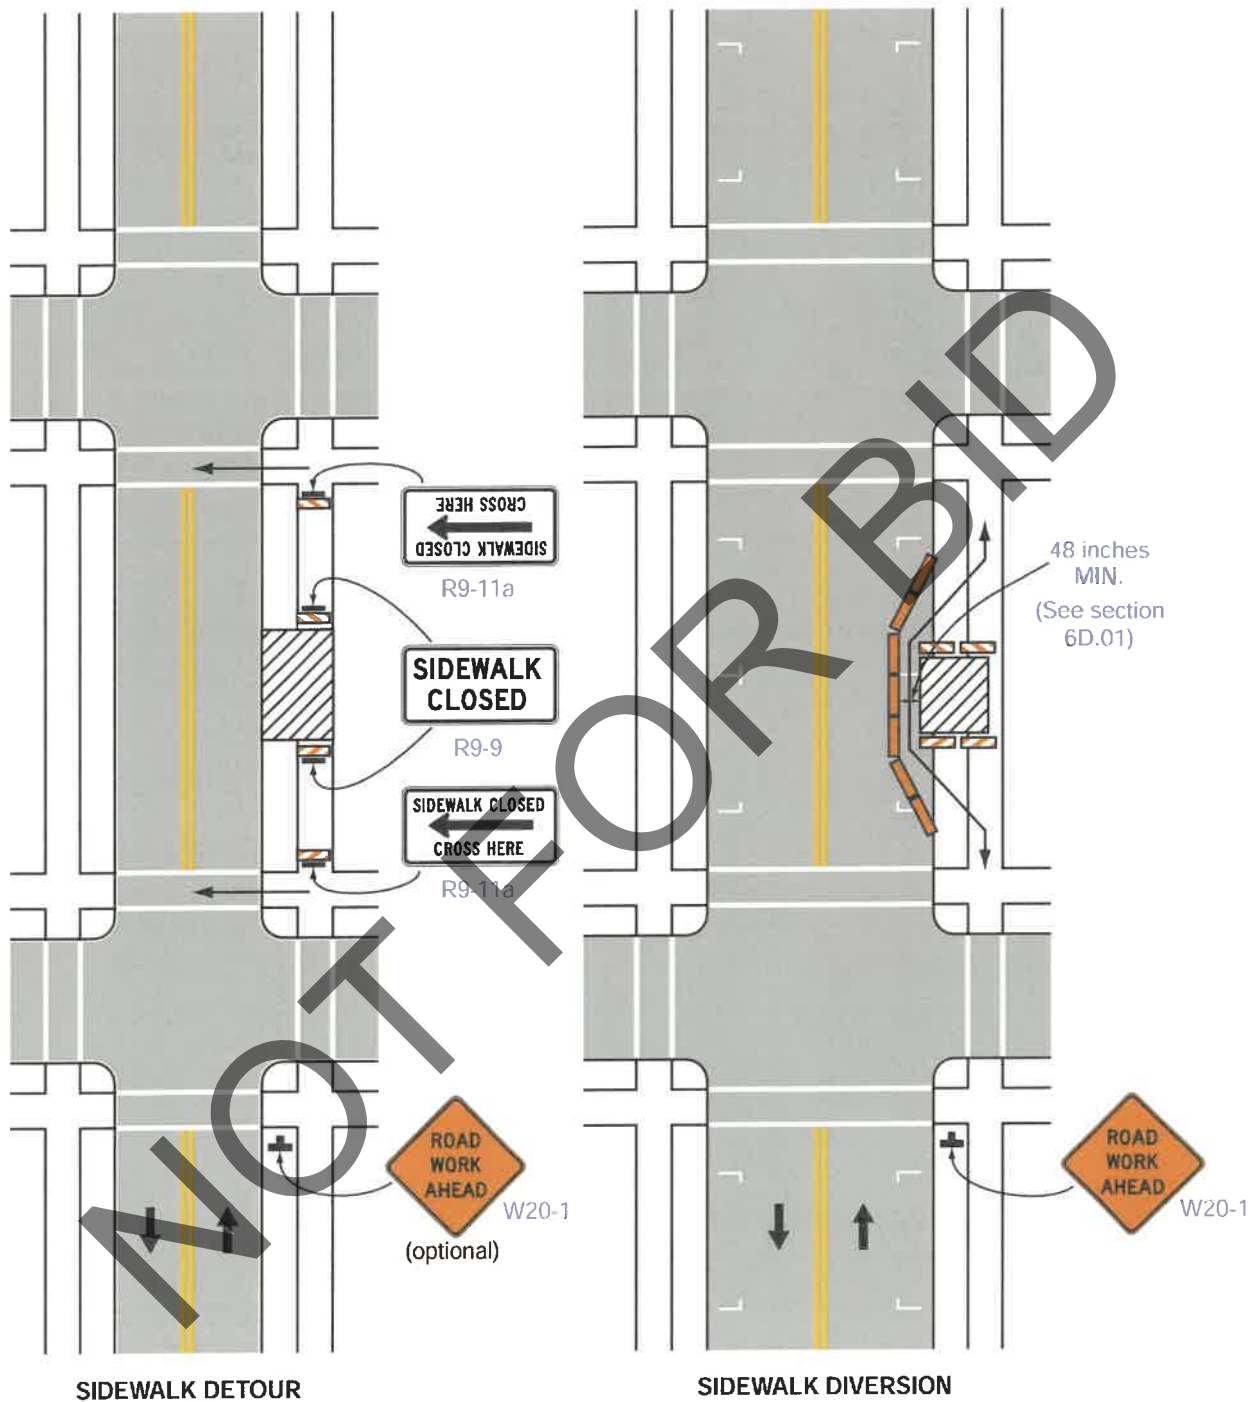 CROSS HERE
SIDEWALK CLOSED
R9-11a
SIDEWALK
CLOSED
R9-9
SIDEWALK CLOSED
CROSS HERE
R9-11a
ROAD
WORK
AHEAD
W20-1
(optional)
SIDEWALK DETOUR
48 inches
MIN.
(See section
6D.01)
ROAD
WORK
AHEAD
W20-1
SIDEWALK DIVERSION
NOT FOR BID